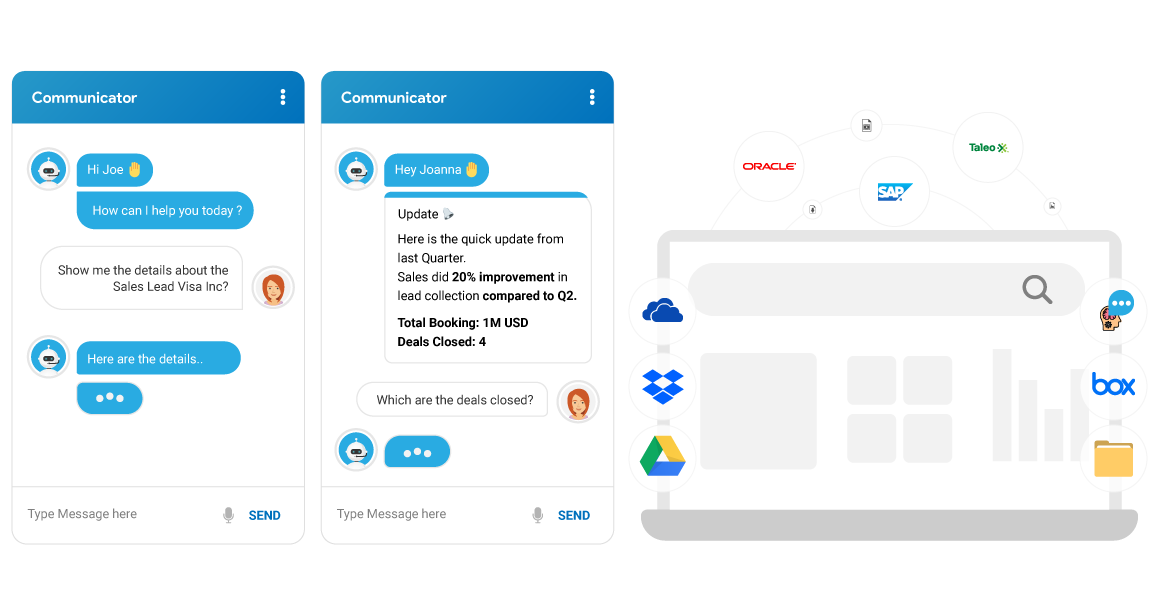 Communicator
Hi Joe 👋
How can I help you today ?
Show me the details about the
Sales Lead Visa Inc?
Here are the details..
Type Message here
SEND
Communicator
Hey Joanna 👋
Update
Here is the quick update from
last Quarter.
Sales did 20% improvement in
lead collection compared to Q2.
Total Booking: 1M USD
Deals Closed: 4
Which are the deals closed?
Type Message here
SEND
ORACLE
SAP
Taleo
box